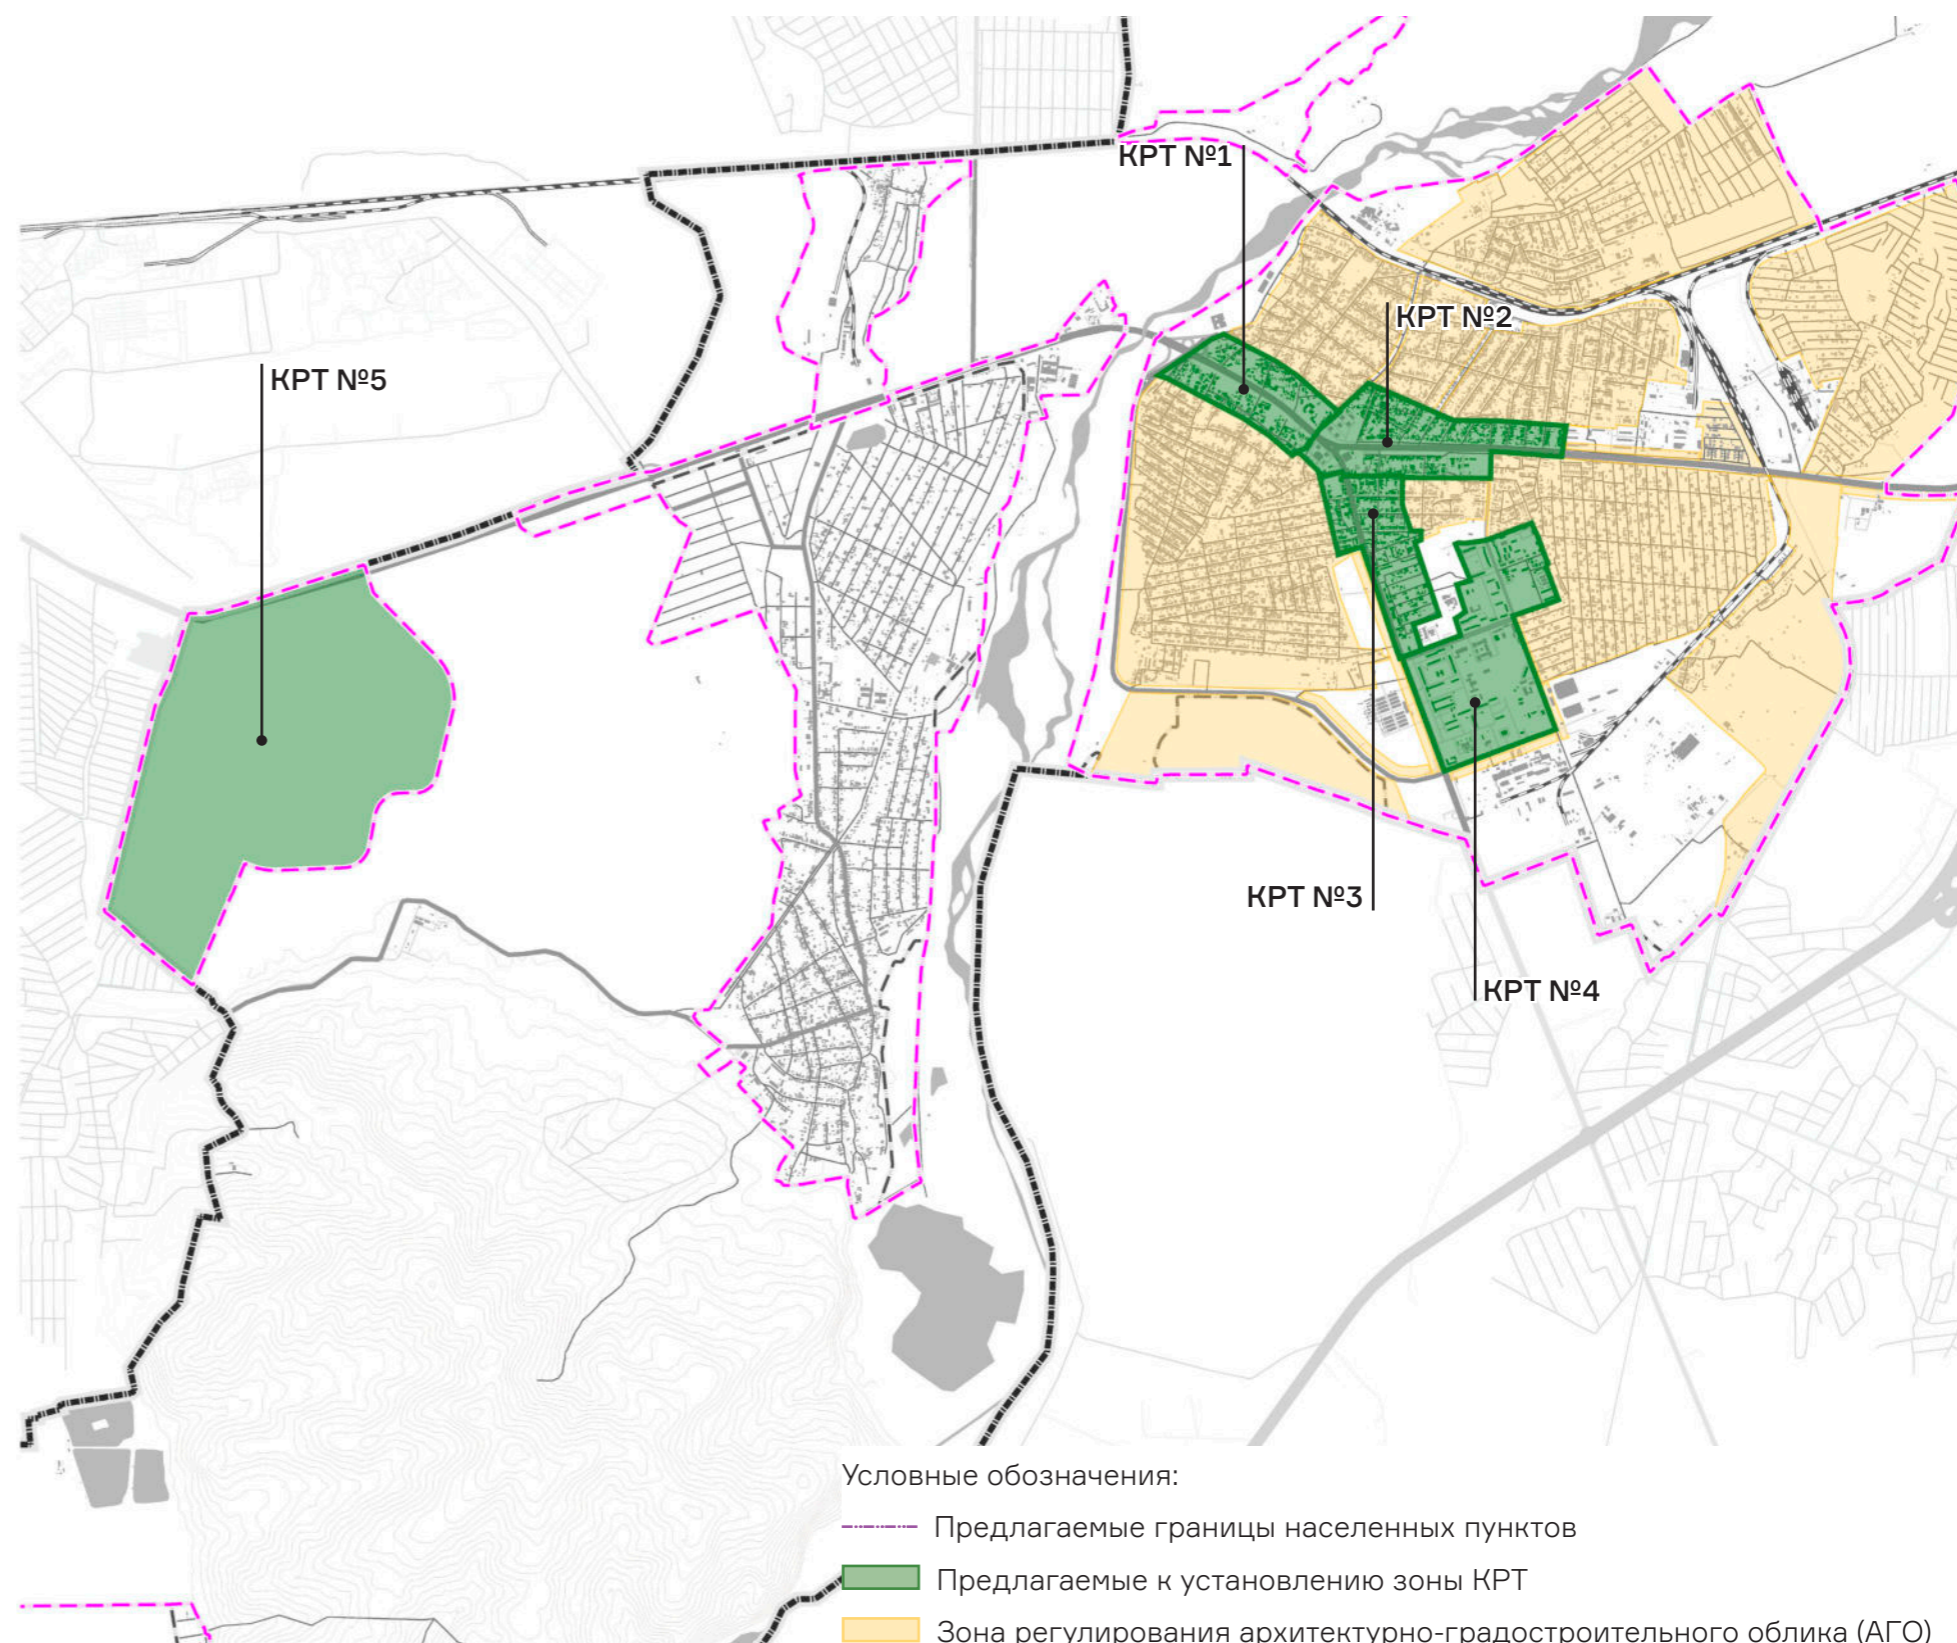 КРТ №1
КРТ №2
КРТ №5
КРТ №3
КРТ №4
Условные обозначения:
Предлагаемые границы населенных пунктов
Предлагаемые к установлению зоны КРТ
Зона регулирования архитектурно-градостроительного облика (АГО)